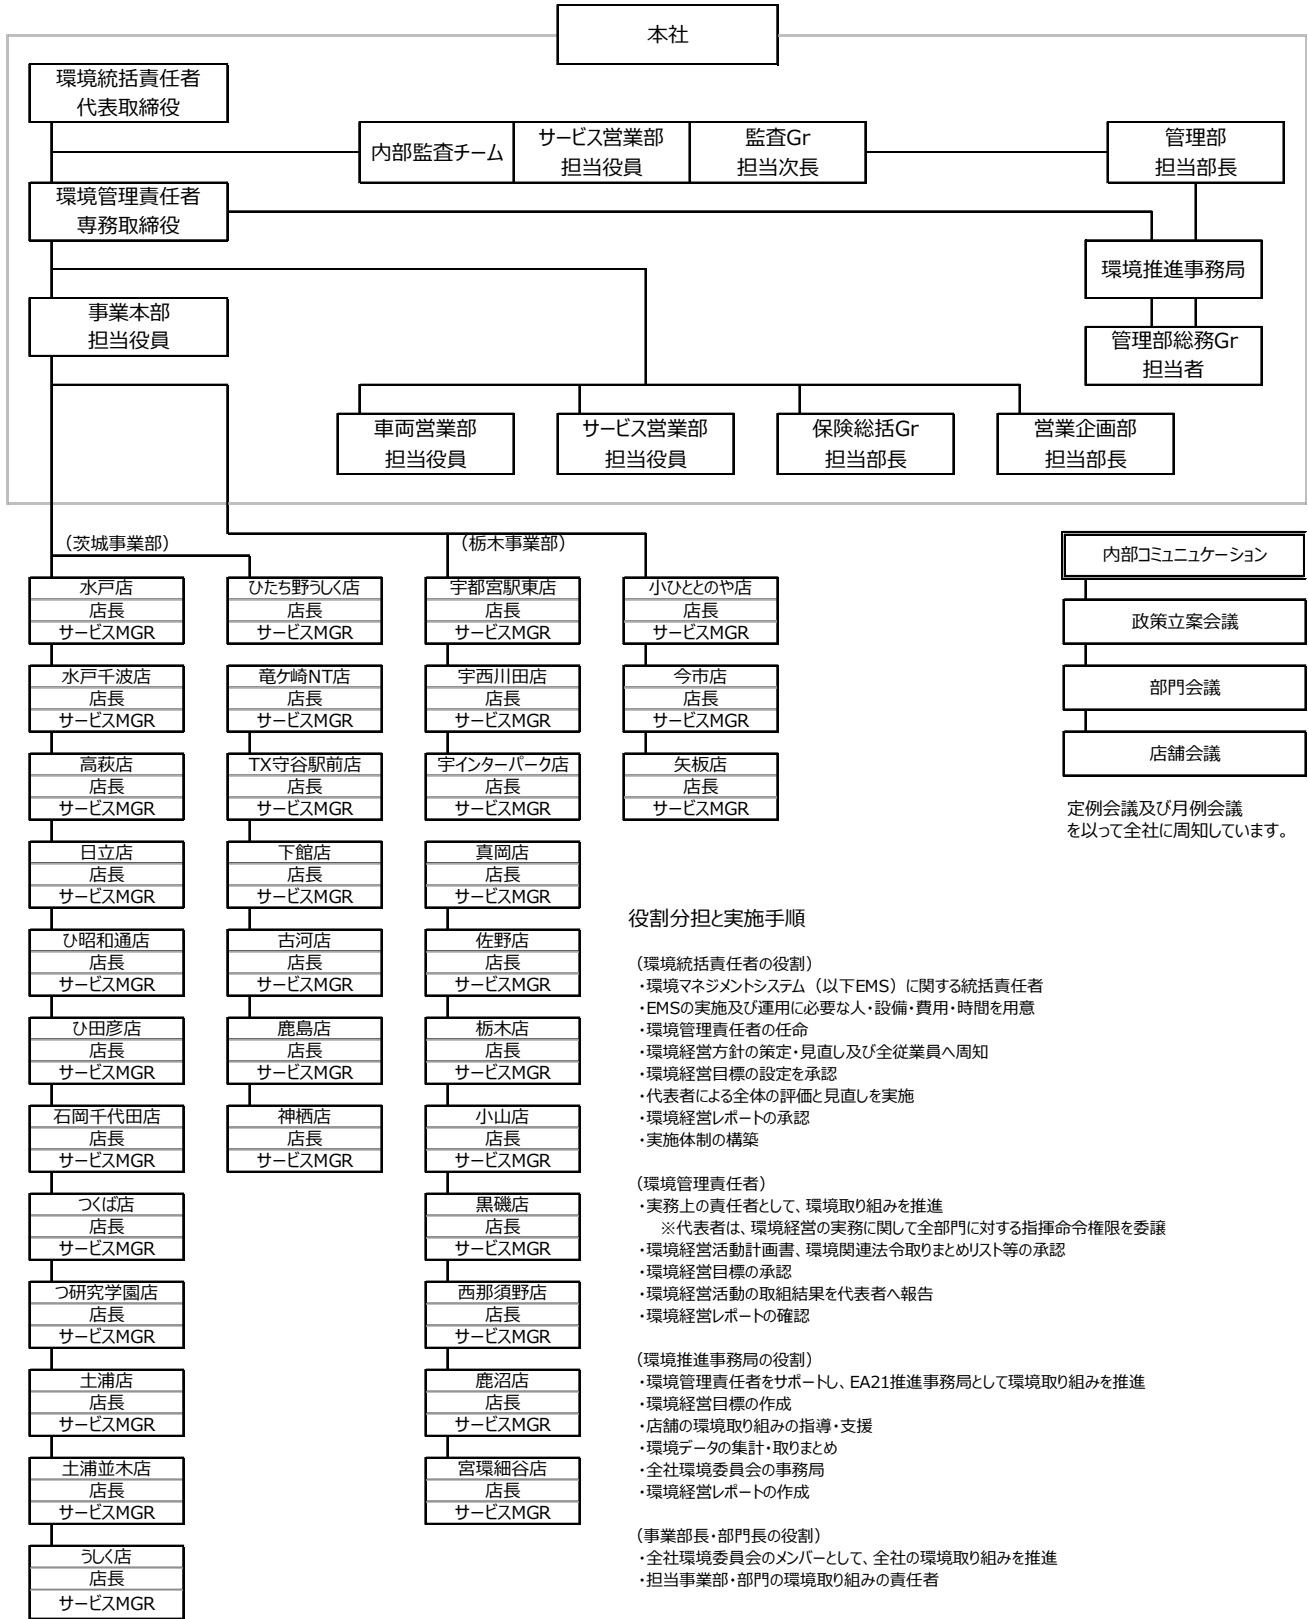 本社
環境統括責任者
代表取締役
内部監査チーム
サービス営業部
担当役員
監査Gr
担当次長
管理部
担当部長
環境管理責任者
専務取締役
環境推進事務局
事業本部
担当役員
管理部総務Gr
担当者
車両営業部
担当役員
サービス営業部
担当役員
保険総括Gr
担当部長
営業企画部
担当部長
（茨城事業部）
水戸店
店長
サービスMGR
水戸千波店
店長
サービスMGR
高萩店
店長
サービスMGR
日立店
店長
サービスMGR
ひ昭和通店
店長
サービスMGR
ひ田彦店
店長
サービスMGR
石岡千代田店
店長
サービスMGR
つくば店
店長
サービスMGR
つ研究学園店
店長
サービスMGR
土浦店
店長
サービスMGR
土浦並木店
店長
サービスMGR
うしく店
店長
サービスMGR
ひたち野うしく店
店長
サービスMGR
竜ケ崎NT店
店長
サービスMGR
TX守谷駅前店
店長
サービスMGR
下館店
店長
サービスMGR
古河店
店長
サービスMGR
鹿島店
店長
サービスMGR
神栖店
店長
サービスMGR
（栃木事業部）
宇都宮駅東店
店長
サービスMGR
宇西川田店
店長
サービスMGR
宇インターパーク店
店長
サービスMGR
真岡店
店長
サービスMGR
佐野店
店長
サービスMGR
栃木店
店長
サービスMGR
小山店
店長
サービスMGR
黒磯店
店長
サービスMGR
西那須野店
店長
サービスMGR
鹿沼店
店長
サービスMGR
宮環細谷店
店長
サービスMGR
小ひととのや店
店長
サービスMGR
今市店
店長
サービスMGR
矢板店
店長
サービスMGR
内部コミュニュケーション
政策立案会議
部門会議
店舗会議
定例会議及び月例会議
を以って全社に周知しています。
役割分担と実施手順
（環境統括責任者の役割）
・環境マネジメントシステム（以下EMS）に関する統括責任者
・EMSの実施及び運用に必要な人・設備・費用・時間を用意
・環境管理責任者の任命
・環境経営方針の策定・見直し及び全従業員へ周知
・環境経営目標の設定を承認
・代表者による全体の評価と見直しを実施
・環境経営レポートの承認
・実施体制の構築
（環境管理責任者）
・実務上の責任者として、環境取り組みを推進
※代表者は、環境経営の実務に関して全部門に対する指揮命令権限を委譲
・環境経営活動計画書、環境関連法令取りまとめリスト等の承認
・環境経営目標の承認
・環境経営活動の取組結果を代表者へ報告
・環境経営レポートの確認
（環境推進事務局の役割）
・環境管理責任者をサポートし、EA21推進事務局として環境取り組みを推進
・環境経営目標の作成
・店舗の環境取り組みの指導・支援
・環境データの集計・取りまとめ
・全社環境委員会の事務局
・環境経営レポートの作成
（事業部長・部門長の役割）
・全社環境委員会のメンバーとして、全社の環境取り組みを推進
・担当事業部・部門の環境取り組みの責任者